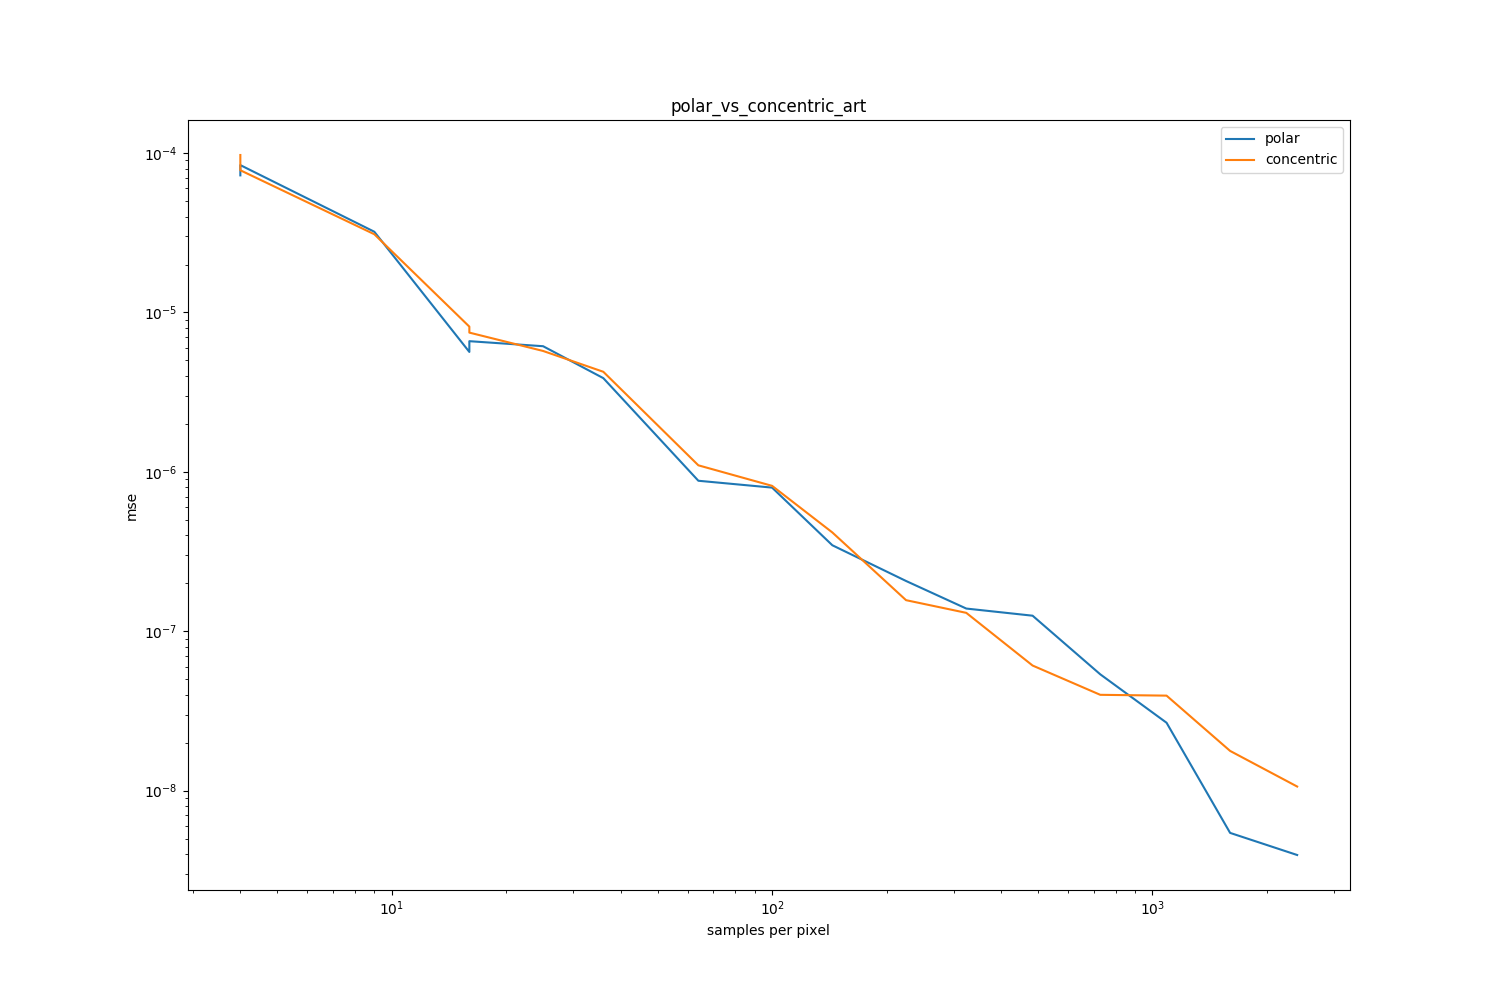 polar_vs_concentric_art
polar
concentric
10⁻⁴
10⁻⁵
10⁻⁶
10⁻⁷
10⁻⁸
mse
10¹
10²
10³
samples per pixel